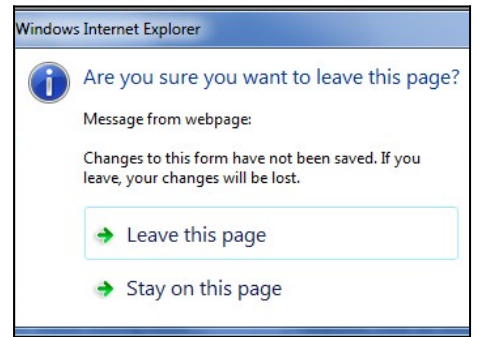 Windows Internet Explorer
Are you sure you want to leave this page?
Message from webpage:
Changes to this form have not been saved. If you
leave, your changes will be lost.
Leave this page
Stay on this page